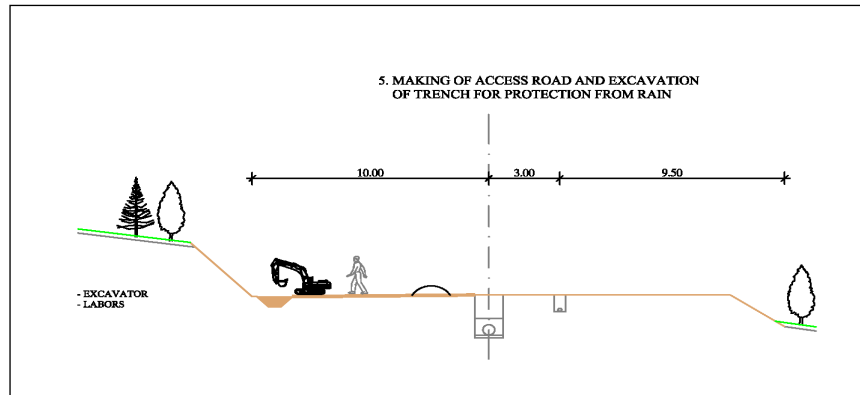 5. MAKING OF ACCESS ROAD AND EXCAVATION
OF TRENCH FOR PROTECTION FROM RAIN
10.00 3.00 9.50
- EXCAVATOR
- LABORS